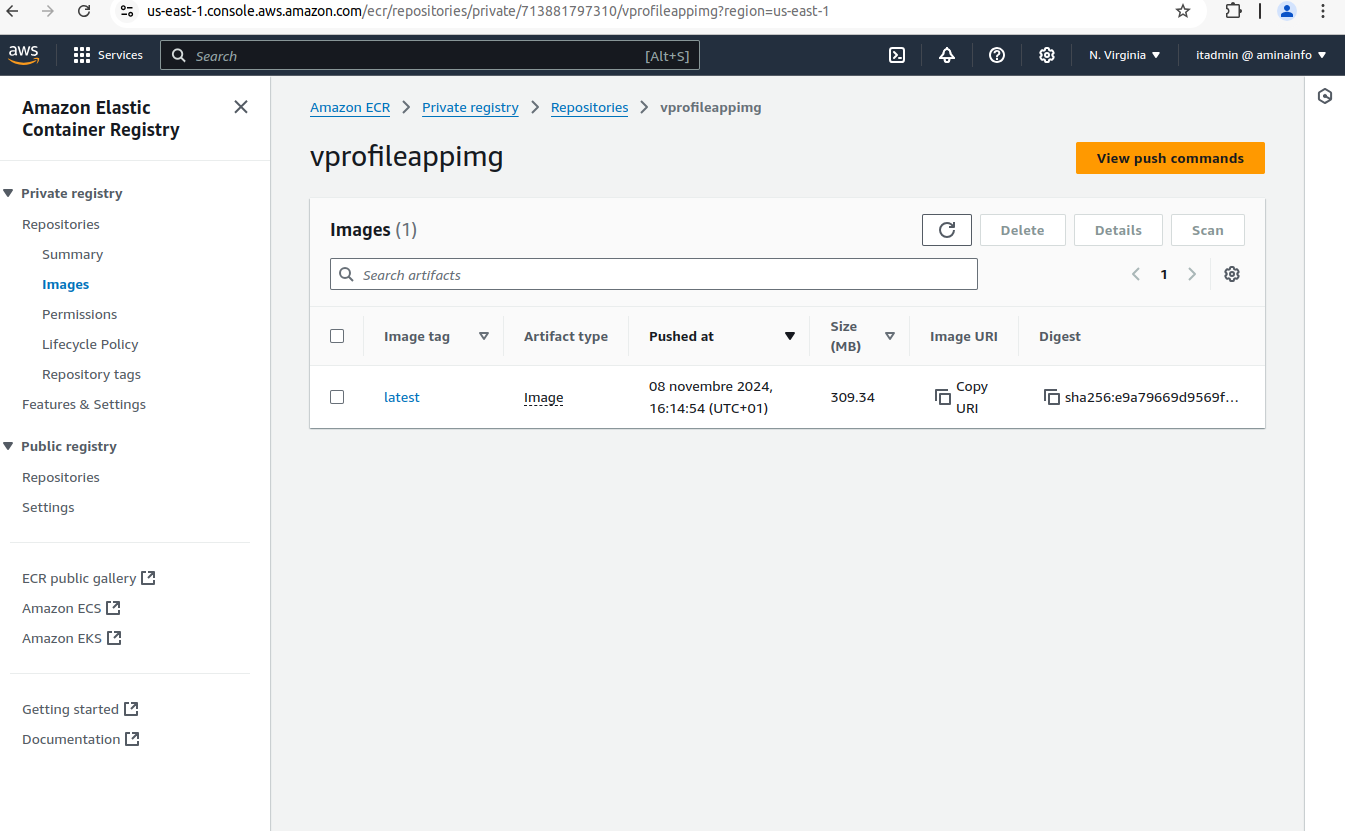 us-east-1.console.aws.amazon.com/ecr/repositories/private/713881797310/vprofileappimg?region=us-east-1
aws Services Search [Alt+S] N. Virginia itadmin @ aminainfo
Amazon Elastic
Container Registry
Private registry
Repositories
Summary
Images
Permissions
Lifecycle Policy
Repository tags
Features & Settings
Public registry
Repositories
Settings
ECR public gallery
Amazon ECS
Amazon EKS
Getting started
Documentation
Amazon ECR Private registry Repositories vprofileappimg
vprofileappimg
View push commands
Images (1)
Delete Details Scan
Search artifacts
1
Image tag Artifact type Pushed at Size
(MB) Image URI Digest
latest Image 08 novembre 2024,
16:14:54 (UTC+01) 309.34 Copy
URI sha256:e9a79669d9569f...